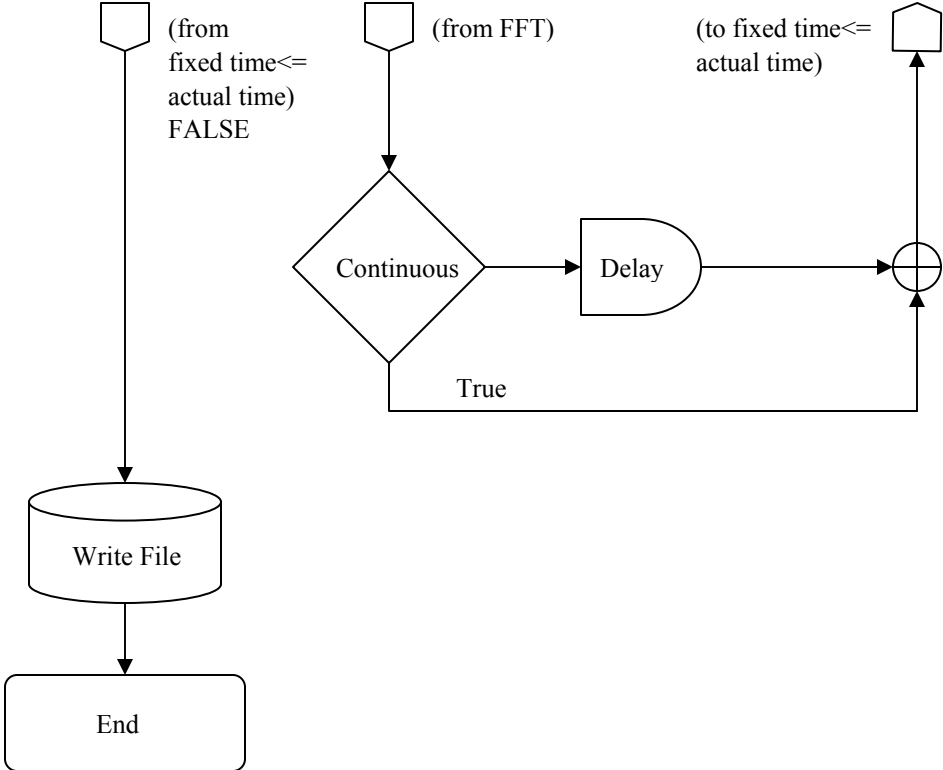 (from
fixed time<=
actual time)
FALSE
(from FFT)
(to fixed time<=
actual time)
Continuous
Delay
True
Write File
End